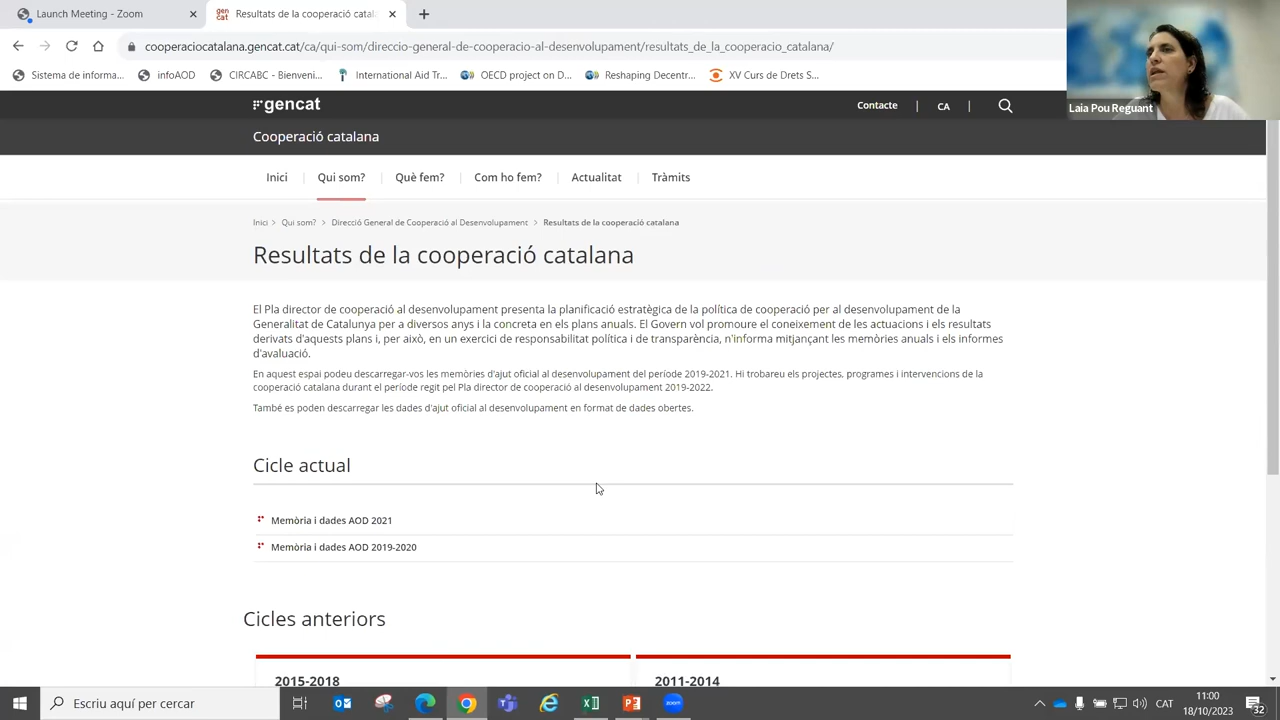 Launch Meeting - Zoom
Resultats de la cooperació catala
cooperaciocatalana.gencat.cat/ca/qui-som/direccio-general-de-cooperacio-al-desenvolupament/resultats_de_la_cooperacio_catalana/
Sistema de informa... infoAOD CIRCABC - Bienveni... International Aid Tr... OECD project on D... Reshaping Decentr... XV Curs de Drets S...
Laia Pou Reguant
gencat
Contacte | CA |
Cooperació catalana
Inici Qui som? Què fem? Com ho fem? Actualitat Tràmits
Inici > Qui som? > Direcció General de Cooperació al Desenvolupament > Resultats de la cooperació catalana
Resultats de la cooperació catalana
El Pla director de cooperació al desenvolupament presenta la planificació estratègica de la política de cooperació per al desenvolupament de la
Generalitat de Catalunya per a diversos anys i la concreta en els plans anuals. El Govern vol promoure el coneixement de les actuacions i els resultats
derivats d'aquests plans i, per això, en un exercici de responsabilitat política i de transparència, n'informa mitjançant les memòries anuals i els informes
d'avaluació.
En aquest espai podeu descarregar-vos les memòries d'ajut oficial al desenvolupament del període 2019-2021. Hi trobareu els projectes, programes i intervencions de la
cooperació catalana durant el període regit pel Pla director de cooperació al desenvolupament 2019-2022.
També es poden descarregar les dades d'ajut oficial al desenvolupament en format de dades obertes.
Cicle actual
Memòria i dades AOD 2021
Memòria i dades AOD 2019-2020
Cicles anteriors
2015-2018 2011-2014
Escriu aquí per cercar
CAT
11:00
18/10/2023
32